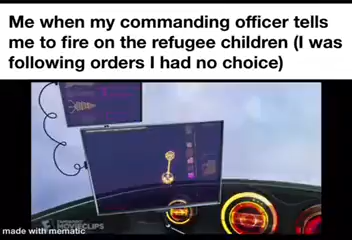 Me when my commanding officer tells
me to fire on the refugee children (I was
following orders I had no choice)
MOVIECLIPS
made with mematic